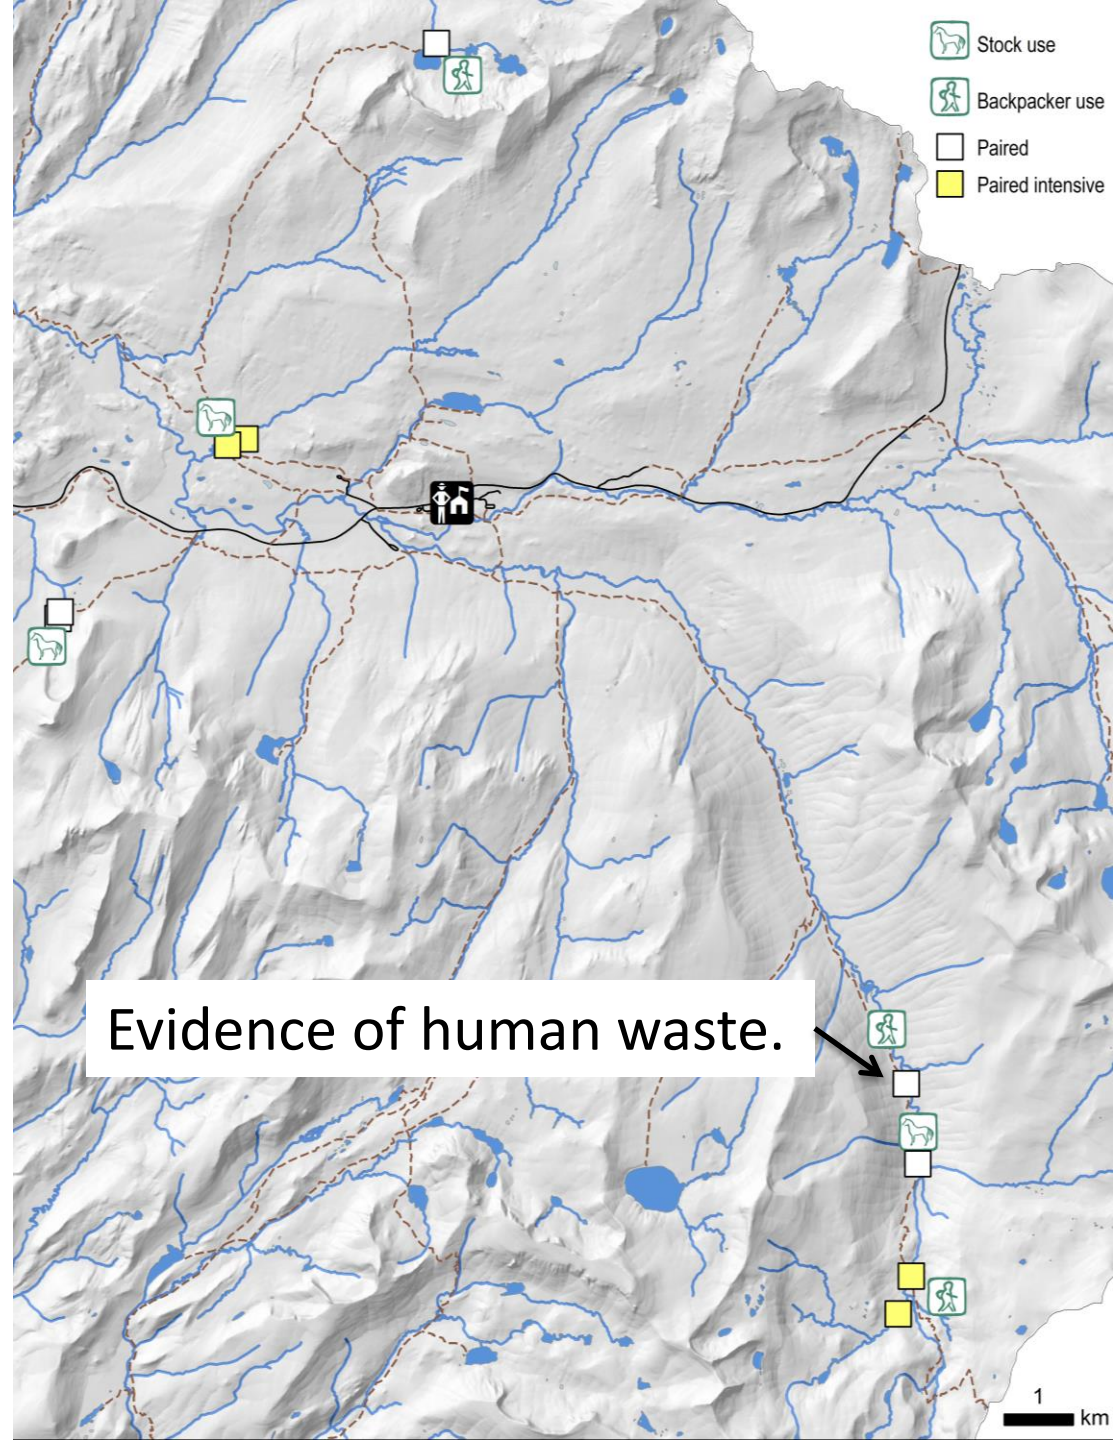 Stock use
Backpacker use
Paired
Paired intensive
Evidence of human waste.
1
km